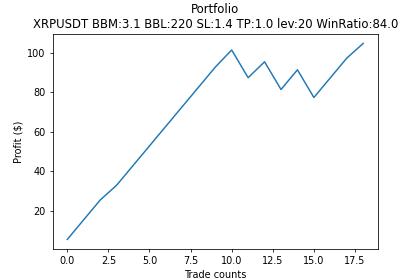 Portfolio
XRPUSDT BBM:3.1 BBL:220 SL:1.4 TP:1.0 lev:20 WinRatio:84.0
100
80
60
40
20
Profit ($)
0.0 2.5 5.0 7.5 10.0 12.5 15.0 17.5
Trade counts